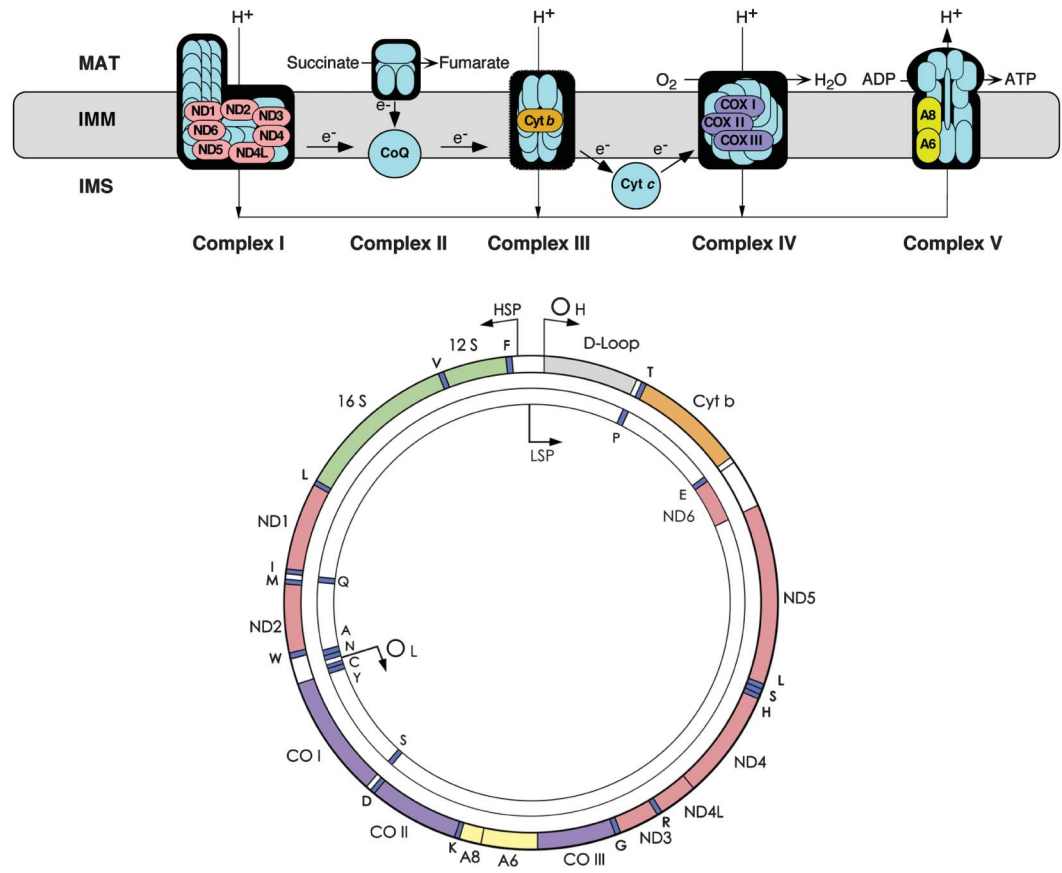 H+ H+ H+ H+
MAT
Succinate Fumarate O2 H2O ADP ATP
IMM
ND1 ND2 ND3
ND6 ND4
ND5 ND4L
e- e- e- e- e-
CoQ
Cyt b
Cyt c
COX I
COX II
COX III
A8
A6
IMS
Complex I Complex II Complex III Complex IV Complex V
HSP O H
12 S F D-Loop
V T
16 S Cyt b
P
LSP
L E
ND6
ND1
I
M Q
ND5
ND2 A
N O L
W C
Y L
S
H
S
CO I ND4
D ND4L
R
CO II ND3
K A8 A6 CO III G